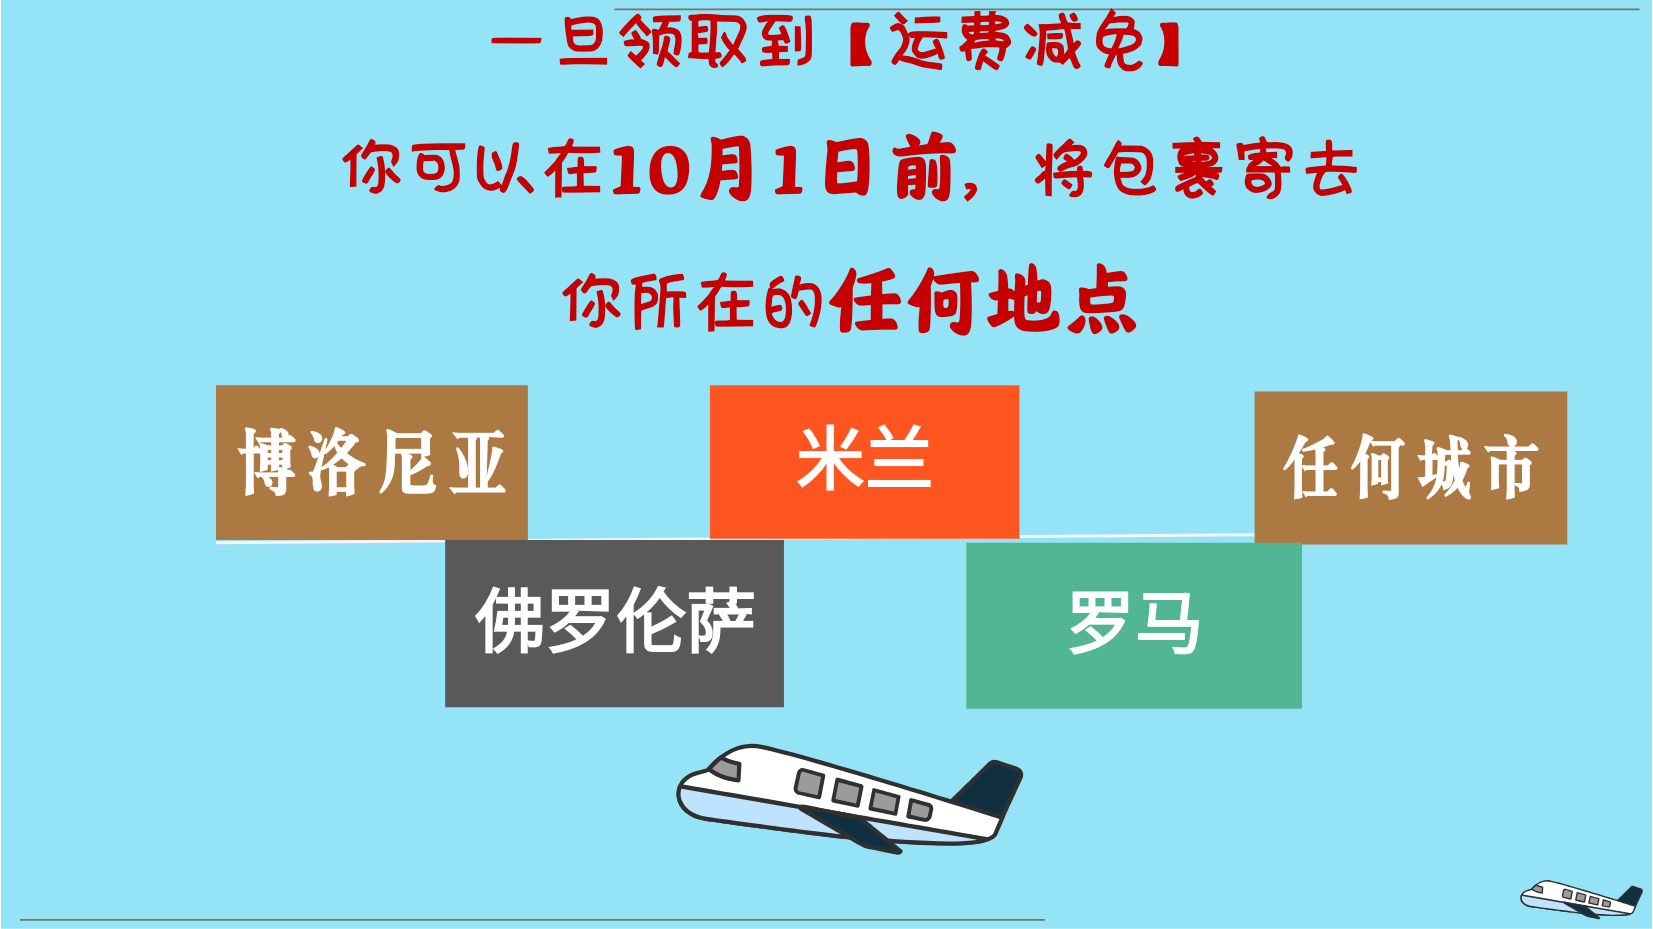 一旦领取到【运费减免】
你可以在10月1日前，将包裹寄去
你所在的任何地点
博洛尼亚
米兰
任何城市
佛罗伦萨
罗马